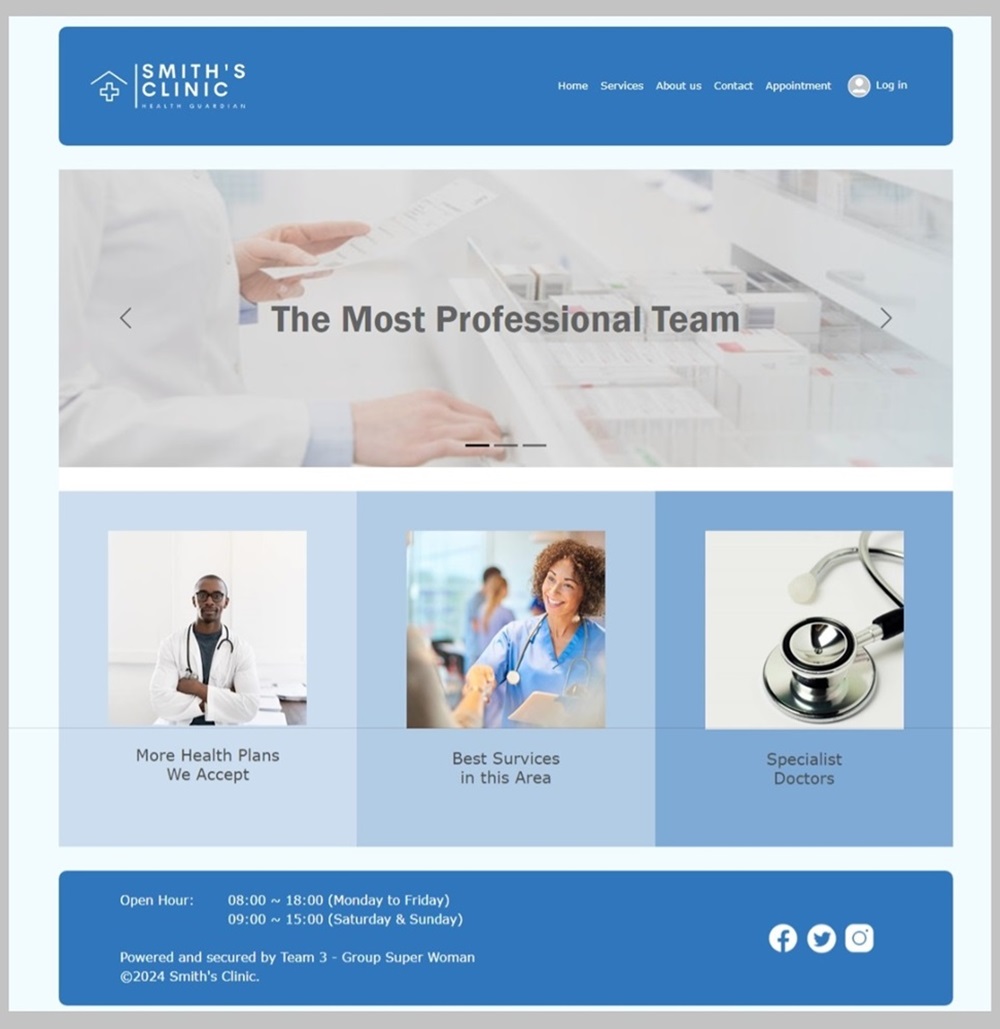 SMITH'S
CLINIC
HEALTH GUARDIAN
Home Services About us Contact Appointment Log in
The Most Professional Team
More Health Plans
We Accept
Best Survices
in this Area
Specialist
Doctors
Open Hour: 08:00 ~ 18:00 (Monday to Friday)
09:00 ~ 15:00 (Saturday & Sunday)
Powered and secured by Team 3 - Group Super Woman
©2024 Smith's Clinic.